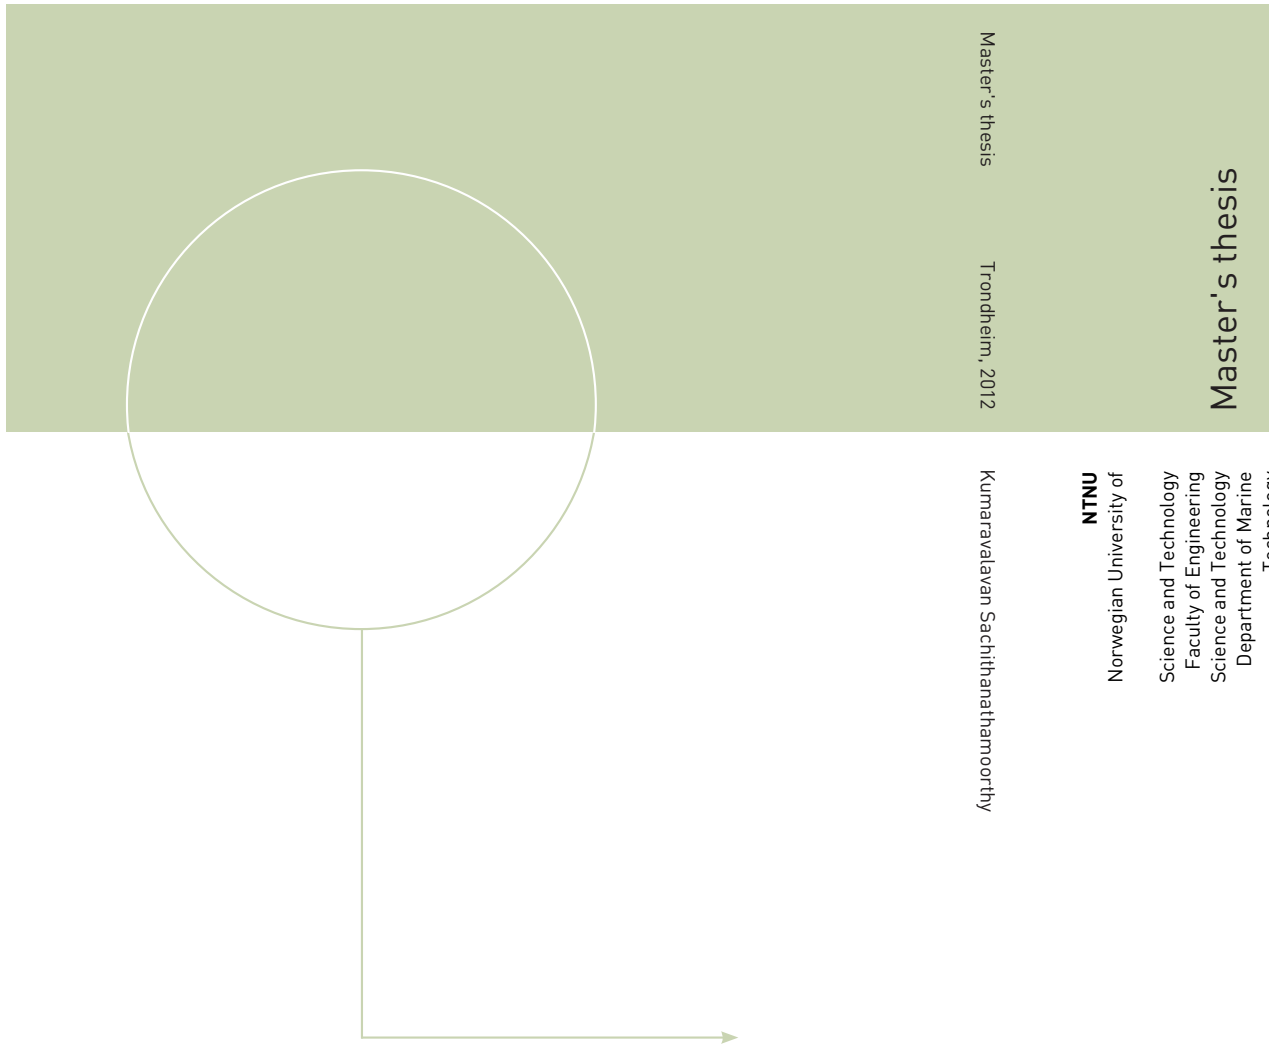 Master's thesis
Trondheim, 2012
Kumaravalavan Sachithanathamoorthy
Master's thesis
NTNU
Norwegian University of
Science and Technology
Faculty of Engineering
Science and Technology
Department of Marine